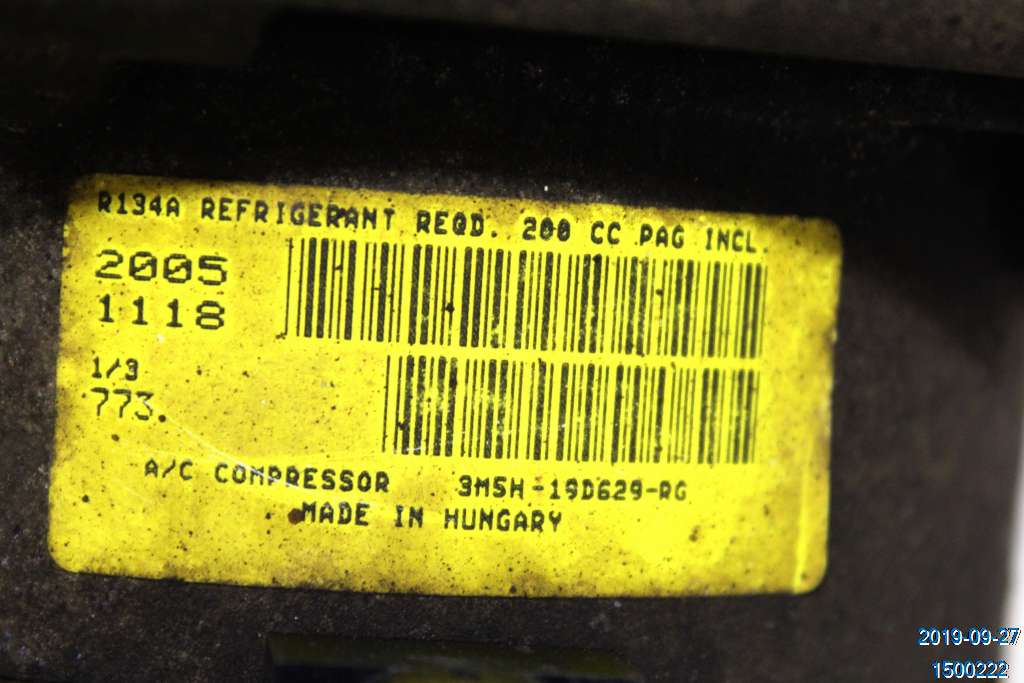 R134A REFRIGERANT REQD. 200 CC PAG INCL.
2005
1118
1/3
773.
A/C COMPRESSOR 3M5H-19D629-RG
MADE IN HUNGARY
2019-09-27
1500222